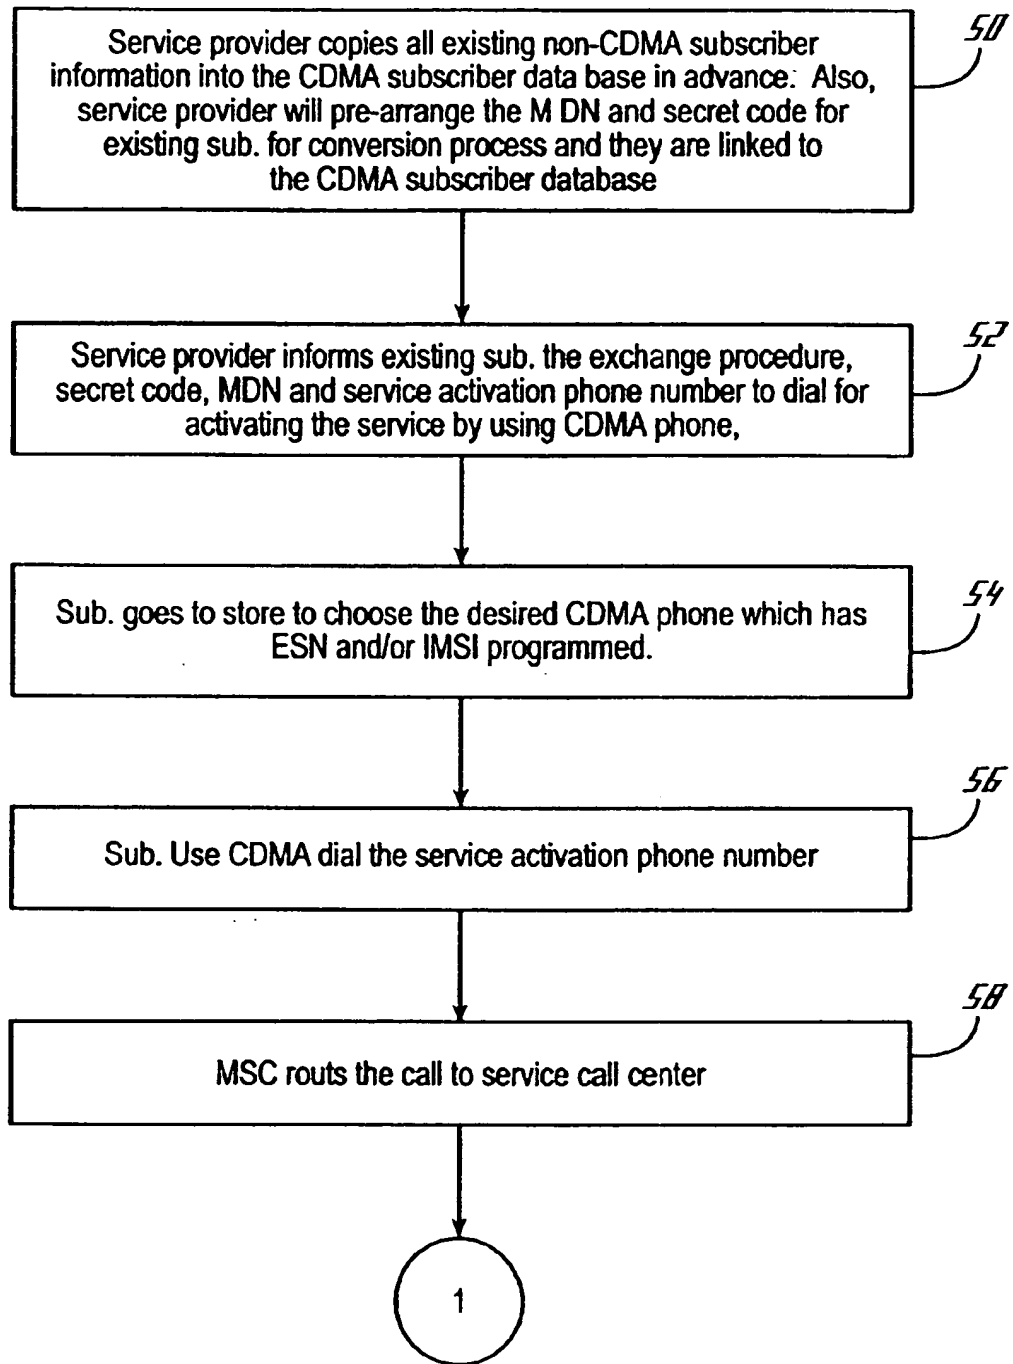 Service provider copies all existing non-CDMA subscriber
information into the CDMA subscriber data base in advance. Also,
service provider will pre-arrange the M DN and secret code for
existing sub. for conversion process and they are linked to
the CDMA subscriber database
50
Service provider informs existing sub. the exchange procedure,
secret code, MDN and service activation phone number to dial for
activating the service by using CDMA phone,
52
Sub. goes to store to choose the desired CDMA phone which has
ESN and/or IMSI programmed.
54
Sub. Use CDMA dial the service activation phone number
56
MSC routs the call to service call center
58
1